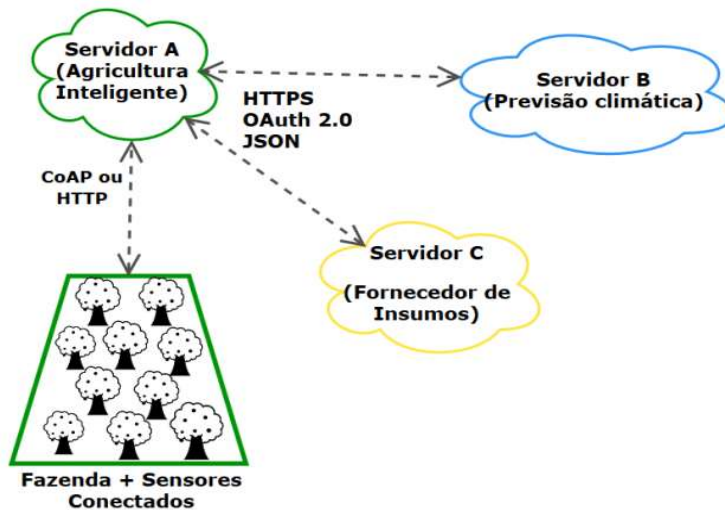 Servidor A
(Agricultura
Inteligente)
Servidor B
(Previsão climática)
HTTPS
OAuth 2.0
JSON
CoAP ou
HTTP
Servidor C
(Fornecedor de
Insumos)
Fazenda + Sensores
Conectados